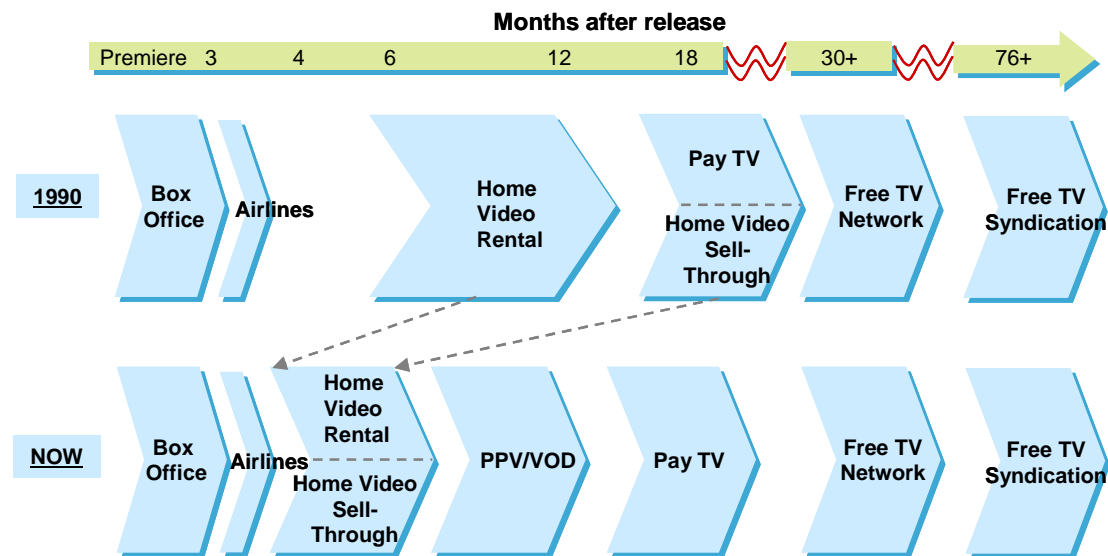 Months after release
Premiere 3 4 6 12 18 30+ 76+
1990
Box
Office
Airlines
Home
Video
Rental
Pay TV
Home Video
Sell-
Through
Free TV
Network
Free TV
Syndication
NOW
Box
Office
Airlines
Home
Video
Rental
Home Video
Sell-
Through
PPV/VOD
Pay TV
Free TV
Network
Free TV
Syndication